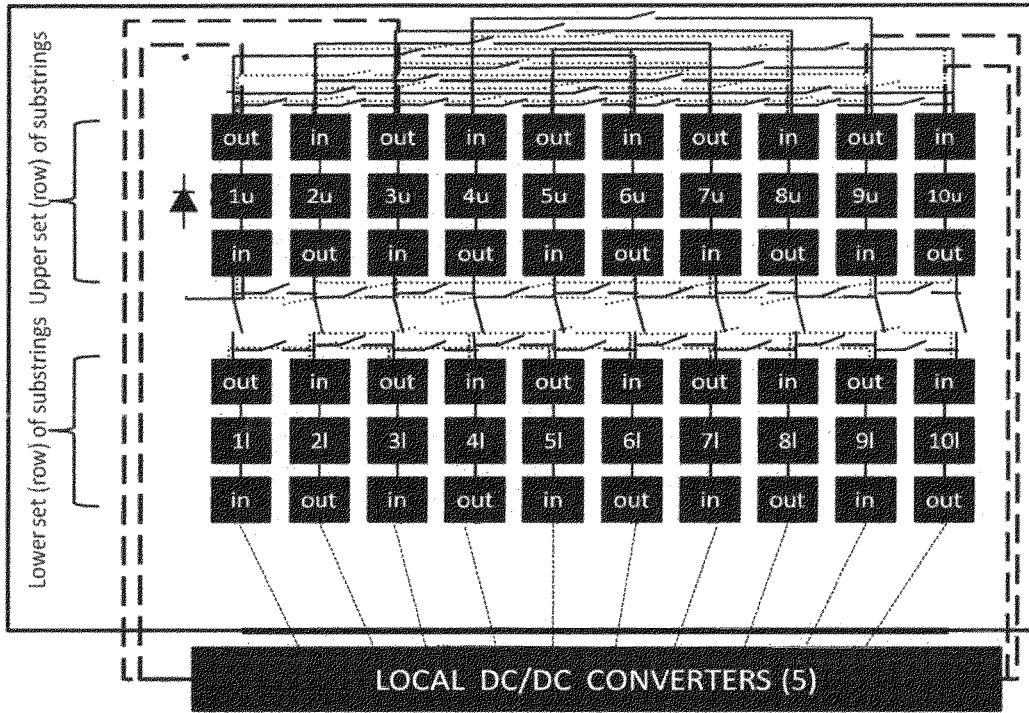 Upper set (row) of substrings
out in out in out in out in out in
1u 2u 3u 4u 5u 6u 7u 8u 9u 10u
in out in out in out in out in out
Lower set (row) of substrings
out in out in out in out in out in
1l 2l 3l 4l 5l 6l 7l 8l 9l 10l
in out in out in out in out in out
LOCAL DC/DC CONVERTERS (5)